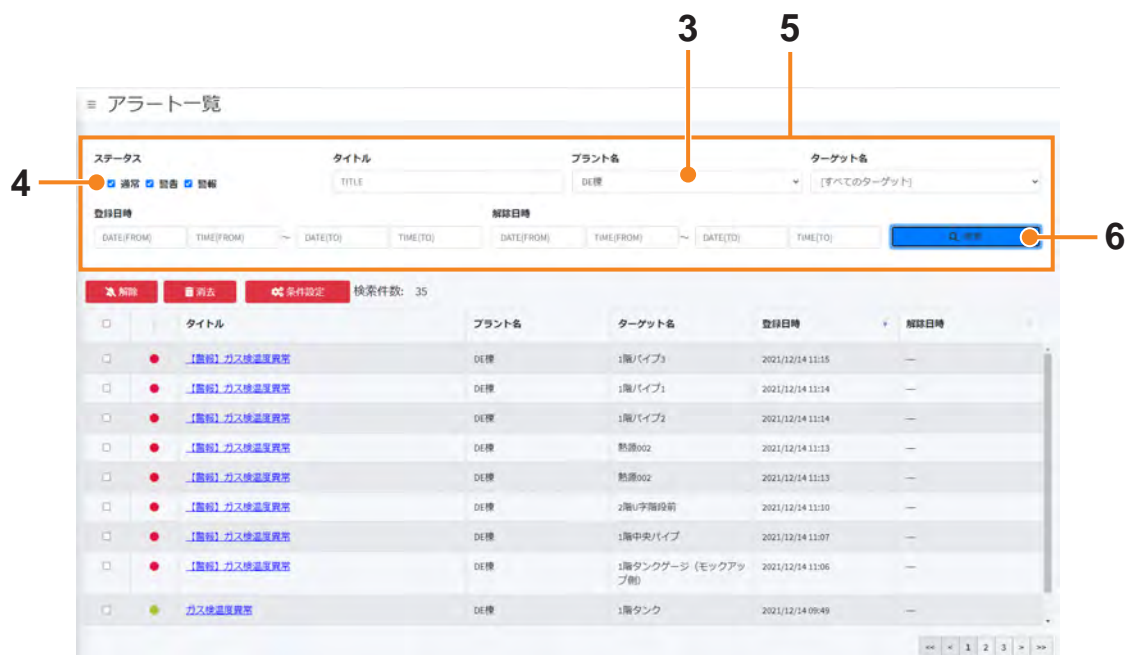 3 5
≡ アラート一覧
ステータス タイトル プラント名 ターゲット名
4
通常 警告 警報 TITLE DE棟 [すべてのターゲット]
登録日時 解除日時
DATE(FROM) TIME(FROM) ～ DATE(TO) TIME(TO) DATE(FROM) TIME(FROM) ～ DATE(TO) TIME(TO) 検索
6
解除 消去 条件設定 検索件数: 35
タイトル プラント名 ターゲット名 登録日時 解除日時
【警報】ガス検温度異常 DE棟 1階パイプ3 2021/12/14 11:15 —
【警報】ガス検温度異常 DE棟 1階パイプ1 2021/12/14 11:14 —
【警報】ガス検温度異常 DE棟 1階パイプ2 2021/12/14 11:14 —
【警報】ガス検温度異常 DE棟 熱源002 2021/12/14 11:13 —
【警報】ガス検温度異常 DE棟 熱源002 2021/12/14 11:13 —
【警報】ガス検温度異常 DE棟 2階U字階段前 2021/12/14 11:10 —
【警報】ガス検温度異常 DE棟 1階中央パイプ 2021/12/14 11:07 —
【警報】ガス検温度異常 DE棟 1階タンクゲージ（モックアッ 2021/12/14 11:06 —
プ側）
ガス検温度異常 DE棟 1階タンク 2021/12/14 09:49 —
<< < 1 2 3 > >>